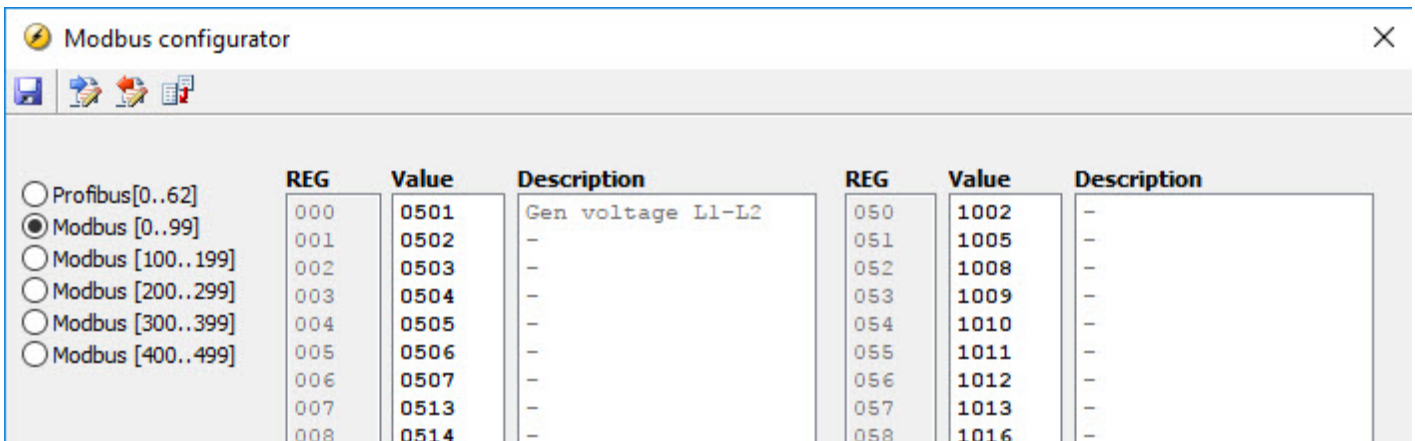 Modbus configurator
REG Value Description REG Value Description
Profibus[0..62]
Modbus [0..99]
Modbus [100..199]
Modbus [200..299]
Modbus [300..399]
Modbus [400..499]
000 0501 Gen voltage L1-L2 050 1002 -
001 0502 - 051 1005 -
002 0503 - 052 1008 -
003 0504 - 053 1009 -
004 0505 - 054 1010 -
005 0506 - 055 1011 -
006 0507 - 056 1012 -
007 0513 - 057 1013 -
008 0514 - 058 1016 -